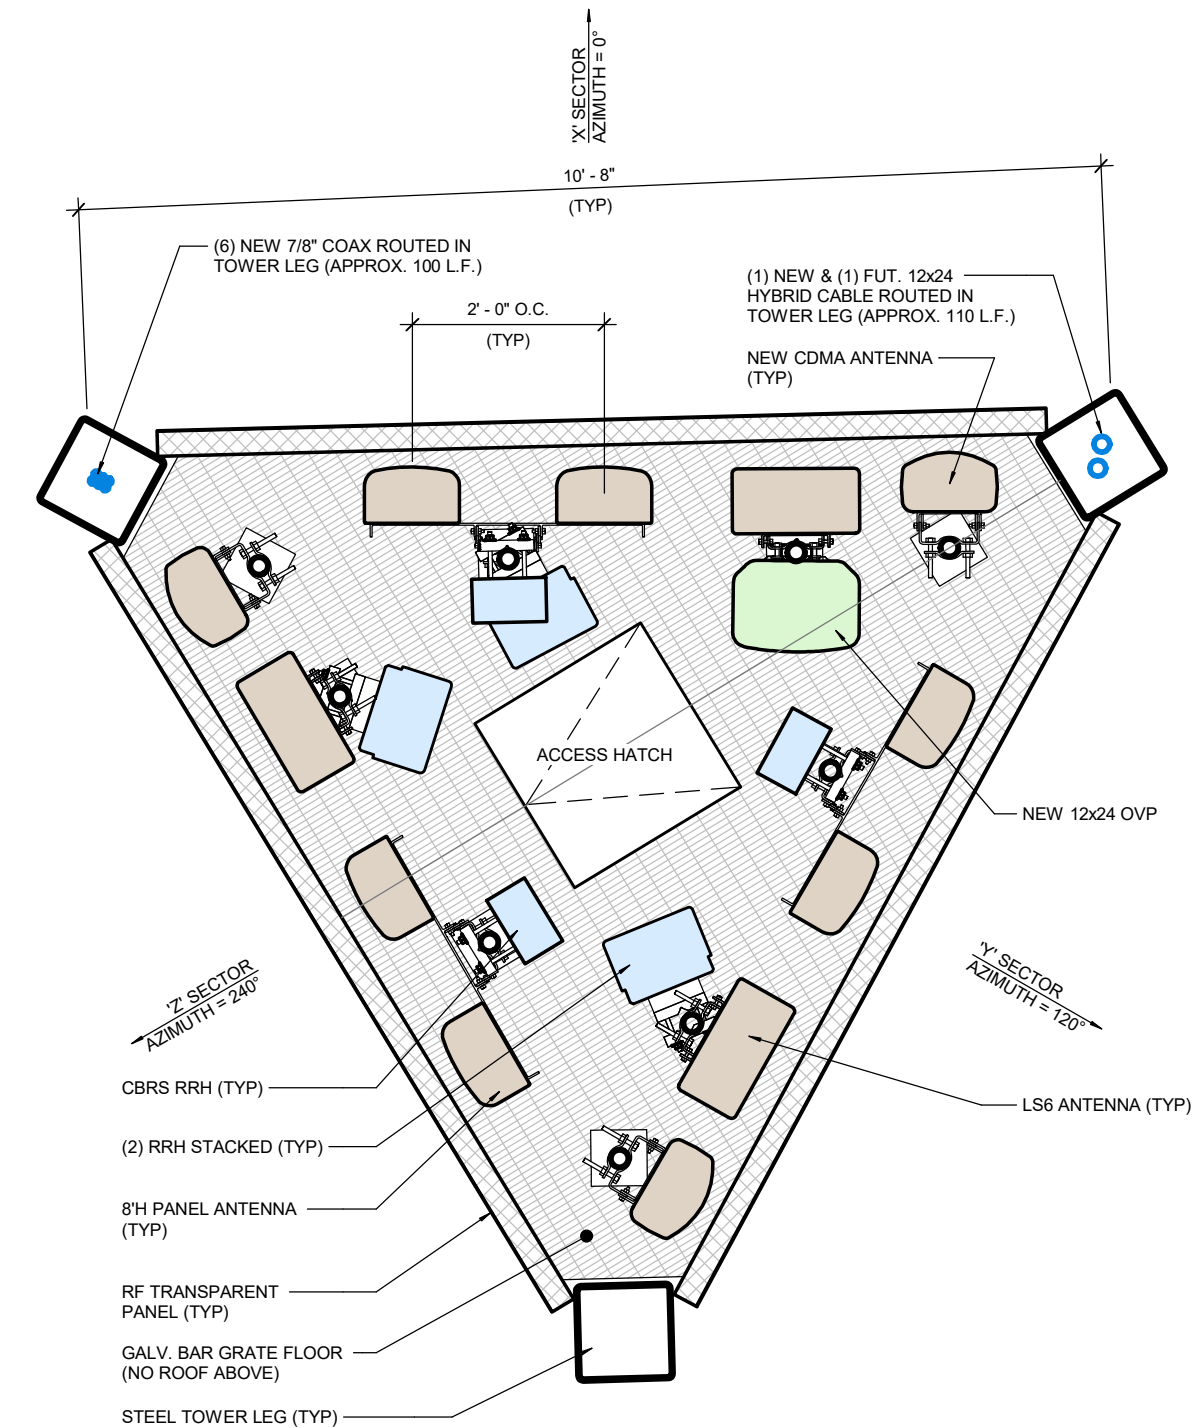 'X' SECTOR
AZIMUTH = 0°
10' - 8"
(TYP)
(6) NEW 7/8" COAX ROUTED IN
TOWER LEG (APPROX. 100 L.F.)
(1) NEW & (1) FUT. 12x24
HYBRID CABLE ROUTED IN
TOWER LEG (APPROX. 110 L.F.)
2' - 0" O.C.
(TYP)
NEW CDMA ANTENNA
(TYP)
ACCESS HATCH
NEW 12x24 OVP
'Z' SECTOR
AZIMUTH = 240°
'Y' SECTOR
AZIMUTH = 120°
CBRS RRH (TYP)
LS6 ANTENNA (TYP)
(2) RRH STACKED (TYP)
8'H PANEL ANTENNA
(TYP)
RF TRANSPARENT
PANEL (TYP)
GALV. BAR GRATE FLOOR
(NO ROOF ABOVE)
STEEL TOWER LEG (TYP)